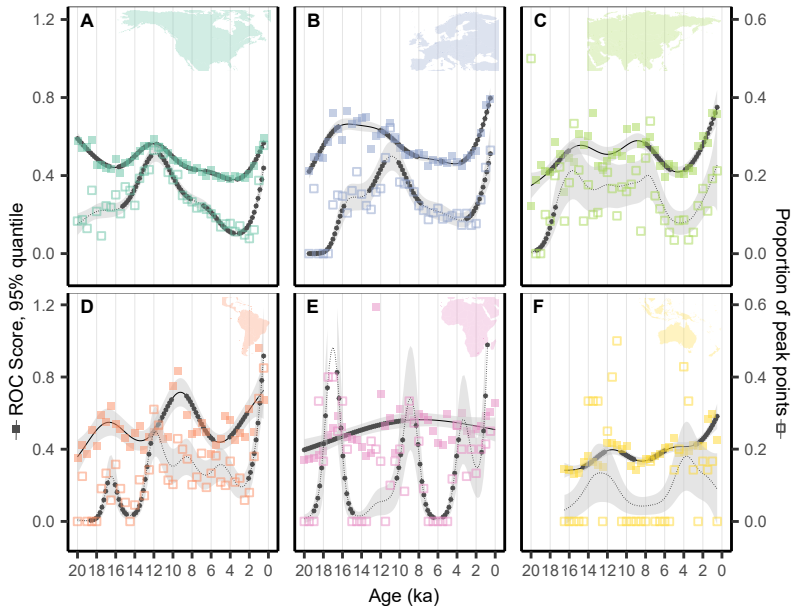 A B C
1.2 0.6
0.8 0.4
0.4 0.2
0.0 0.0
D E F
1.2 0.6
0.8 0.4
0.4 0.2
0.0 0.0
ROC Score, 95% quantile
Proportion of
peak points
20 18 16 14 12 10 8 6 4 2 0 20 18 16 14 12 10 8 6 4 2 0 20 18 16 14 12 10 8 6 4 2 0
Age (ka)